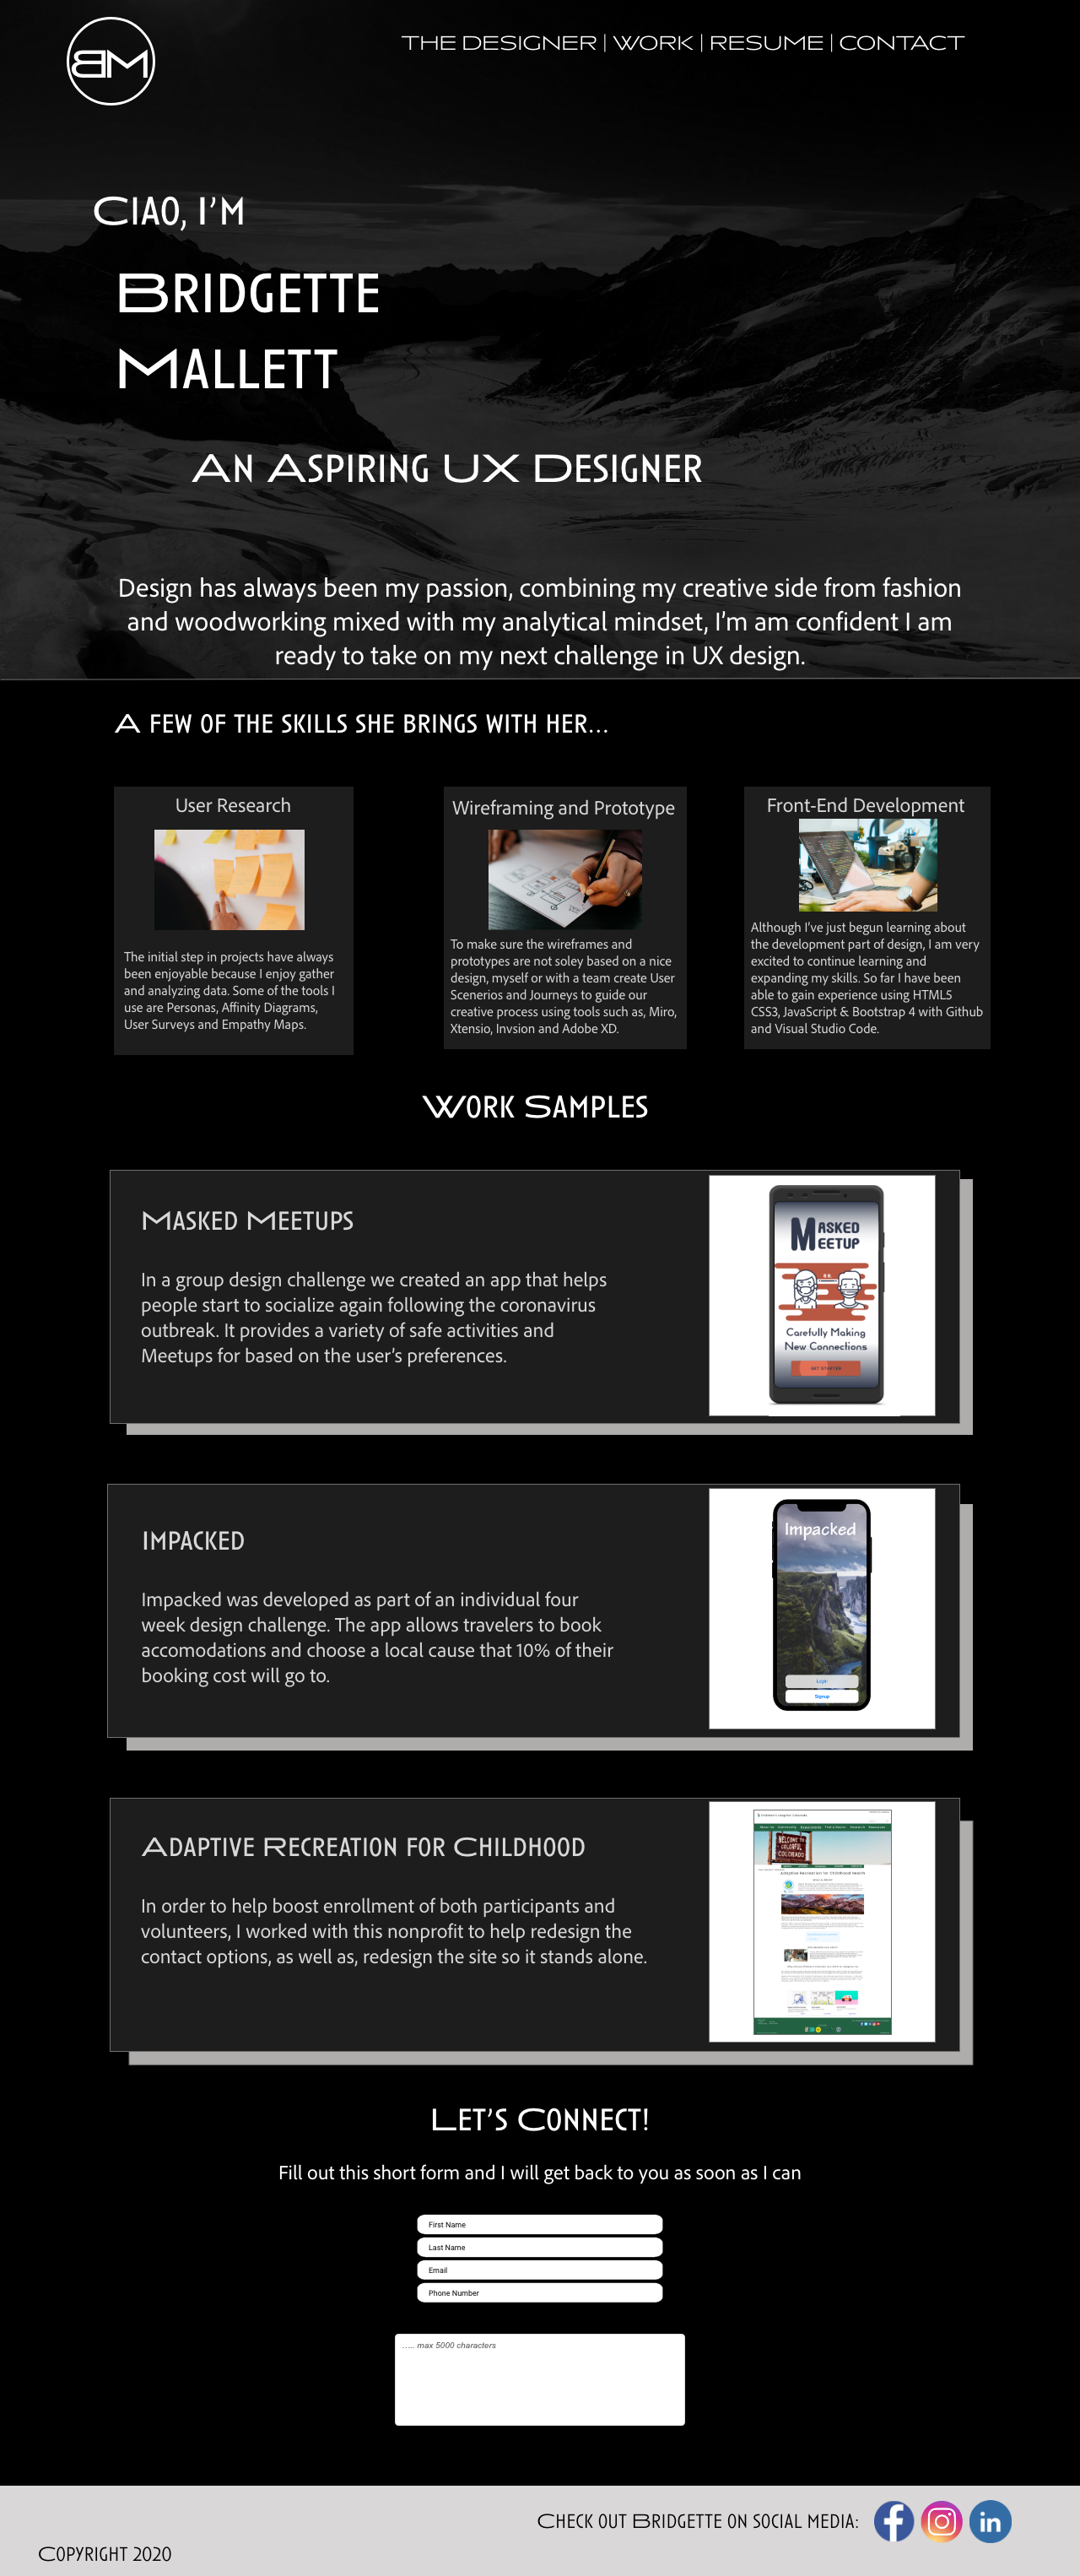 BM
THE DESIGNER | WORK | RESUME | CONTACT
CIAO, I'M
BRIDGETTE
MALLETT
AN ASPIRING UX DESIGNER
Design has always been my passion, combining my creative side from fashion
and woodworking mixed with my analytical mindset, I'm am confident I am
ready to take on my next challenge in UX design.
A FEW OF THE SKILLS SHE BRINGS WITH HER...
User Research
The initial step in projects have always
been enjoyable because I enjoy gather
and analyzing data. Some of the tools I
use are Personas, Affinity Diagrams,
User Surveys and Empathy Maps.
Wireframing and Prototype
To make sure the wireframes and
prototypes are not soley based on a nice
design, myself or with a team create User
Scenerios and Journeys to guide our
creative process using tools such as, Miro,
Xtensio, Invsion and Adobe XD.
Front-End Development
Although I've just begun learning about
the development part of design, I am very
excited to continue learning and
expanding my skills. So far I have been
able to gain experience using HTML5
CSS3, JavaScript & Bootstrap 4 with Github
and Visual Studio Code.
WORK SAMPLES
MASKED MEETUPS
In a group design challenge we created an app that helps
people start to socialize again following the coronavirus
outbreak. It provides a variety of safe activities and
Meetups for based on the user's preferences.
MASKED
MEETUP
Carefully Making
New Connections
GET STARTED
IMPACKED
Impacked was developed as part of an individual four
week design challenge. The app allows travelers to book
accomodations and choose a local cause that 10% of their
booking cost will go to.
Impacked
Login
Signup
ADAPTIVE RECREATION FOR CHILDHOOD
In order to help boost enrollment of both participants and
volunteers, I worked with this nonprofit to help redesign the
contact options, as well as, redesign the site so it stands alone.
WELCOME TO
COLORFUL
COLORADO
Adaptive Recreation for Childhood Health
LET'S CONNECT!
Fill out this short form and I will get back to you as soon as I can
First Name
Last Name
Email
Phone Number
..... max 5000 characters
CHECK OUT BRIDGETTE ON SOCIAL MEDIA:
in
COPYRIGHT 2020